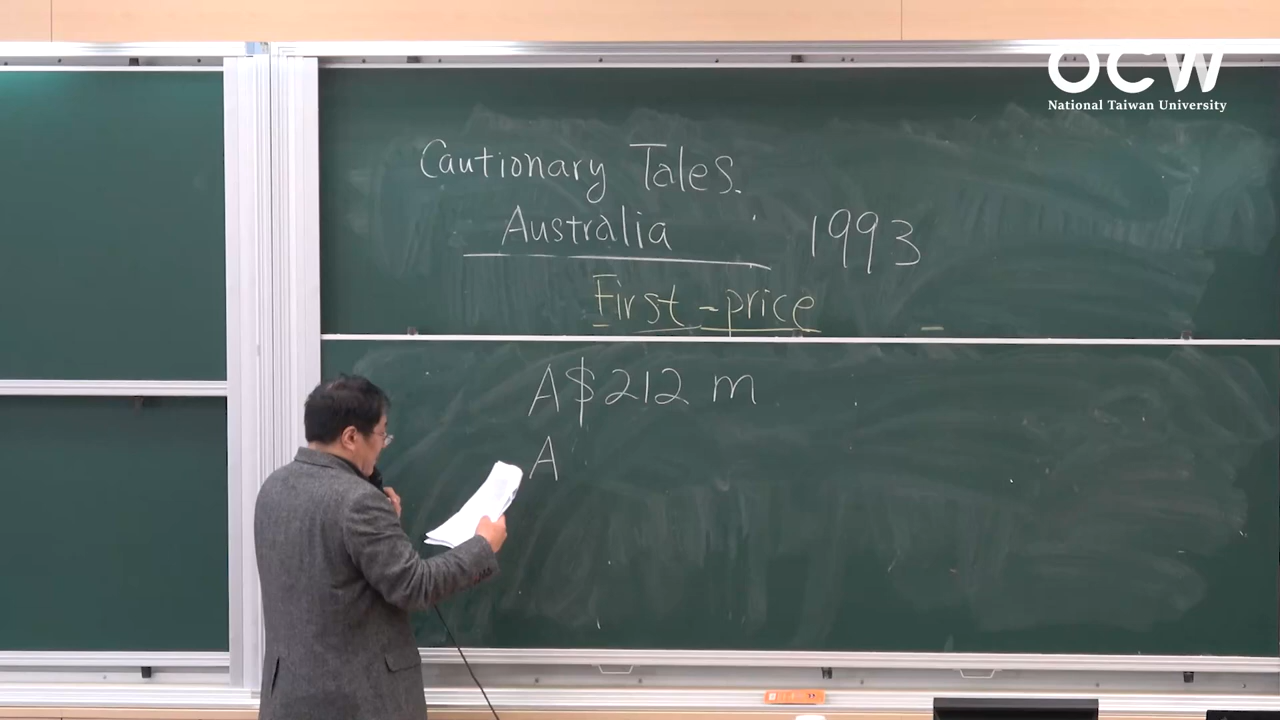 OCW
National Taiwan University
Cautionary Tales.
Australia 1993
First-price
A$212 m
A